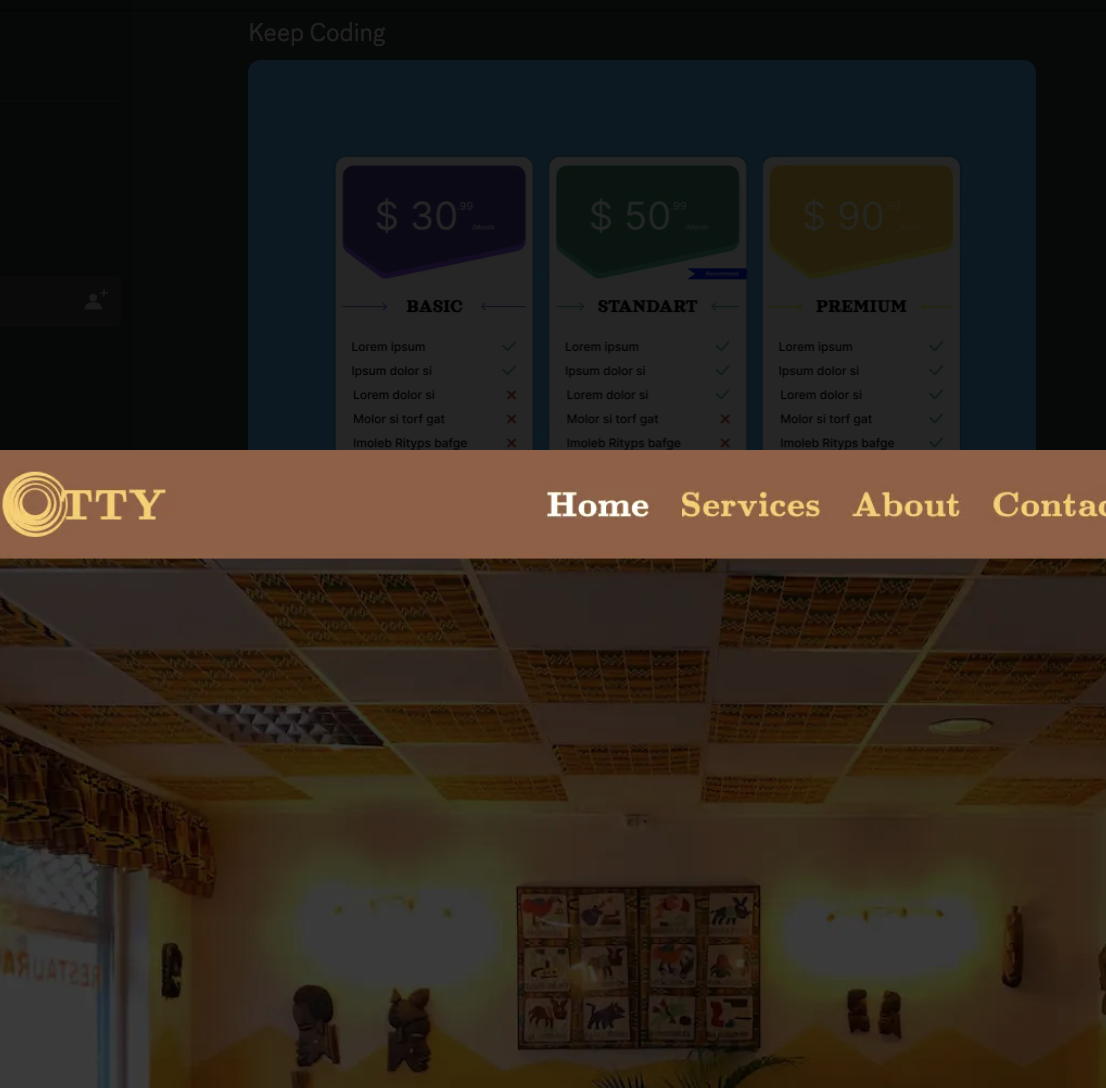 Keep Coding
$ 30 .99 /Month
$ 50 .99 /Month
$ 90 .99
Recommended
BASIC
STANDART
PREMIUM
Lorem ipsum
Lorem ipsum
Lorem ipsum
Ipsum dolor si
Ipsum dolor si
Ipsum dolor si
Lorem dolor si
Lorem dolor si
Lorem dolor si
Molor si torf gat
Molor si torf gat
Molor si torf gat
Imoleb Rityps bafge
Imoleb Rityps bafge
Imoleb Rityps bafge
OTTY
Home Services About Contac
RESTAURA